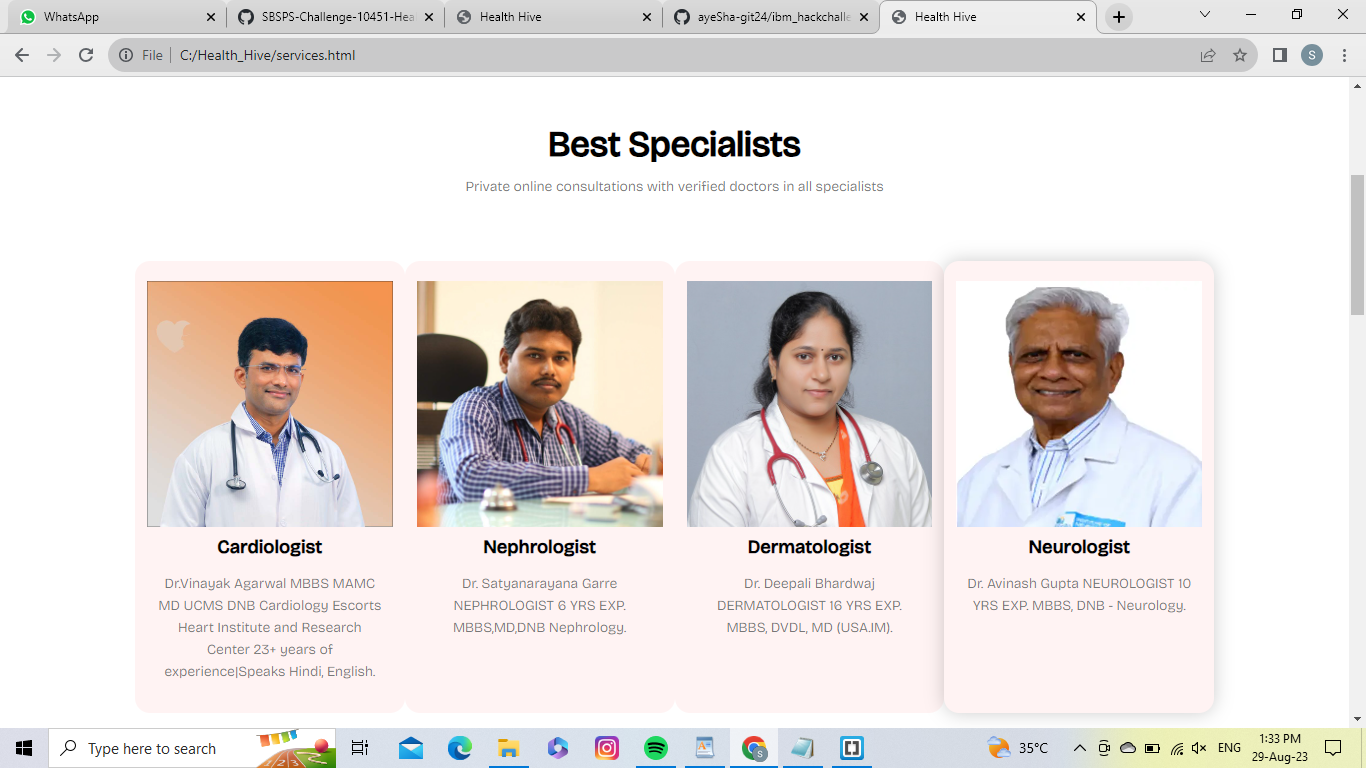 WhatsApp
SBSPS-Challenge-10451-Hea
Health Hive
ayeSha-git24/ibm_hackchalle
Health Hive
File
C:/Health_Hive/services.html
S
Best Specialists
Private online consultations with verified doctors in all specialists
Cardiologist
Dr.Vinayak Agarwal MBBS MAMC
MD UCMS DNB Cardiology Escorts
Heart Institute and Research
Center 23+ years of
experience|Speaks Hindi, English.
Nephrologist
Dr. Satyanarayana Garre
NEPHROLOGIST 6 YRS EXP.
MBBS,MD,DNB Nephrology.
Dermatologist
Dr. Deepali Bhardwaj
DERMATOLOGIST 16 YRS EXP.
MBBS, DVDL, MD (USA.IM).
Neurologist
Dr. Avinash Gupta NEUROLOGIST 10
YRS EXP. MBBS, DNB - Neurology.
Type here to search
S
35°C
ENG
1:33 PM
29-Aug-23